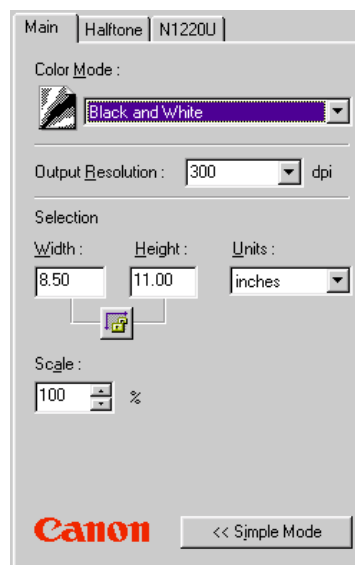 Main Halftone N1220U
Color Mode :
Black and White
Output Resolution : 300 dpi
Selection
Width : Height : Units :
8.50 11.00 inches
Scale :
100 %
Canon << Simple Mode